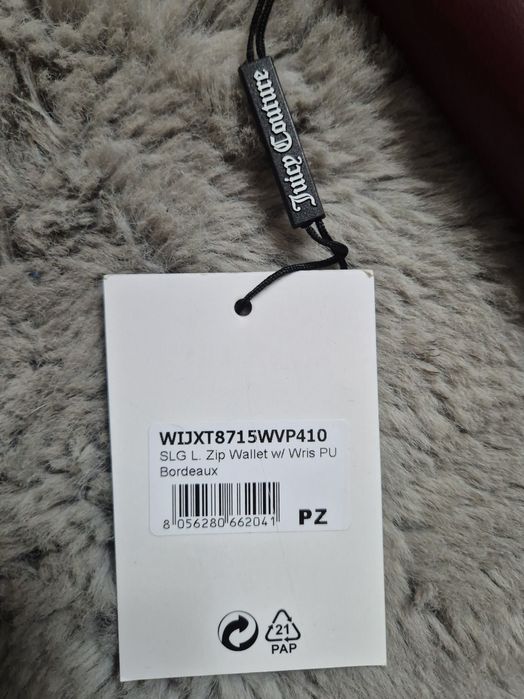 Juicy Couture
WIJXT8715WVP410
SLG L. Zip Wallet w/ Wris PU
Bordeaux
8 056280 662041
PZ
21
PAP